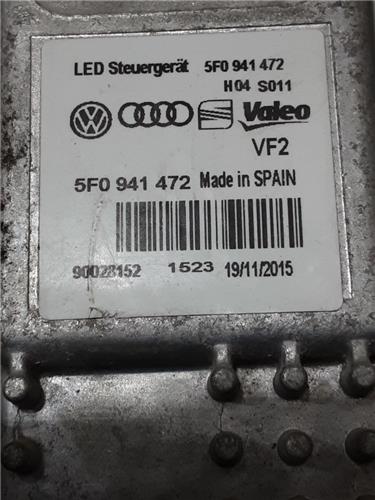 LED Steuergerät 5F0 941 472
H04 S011
Valeo
VF2
5F0 941 472 Made in SPAIN
90028152 1523 19/11/2015